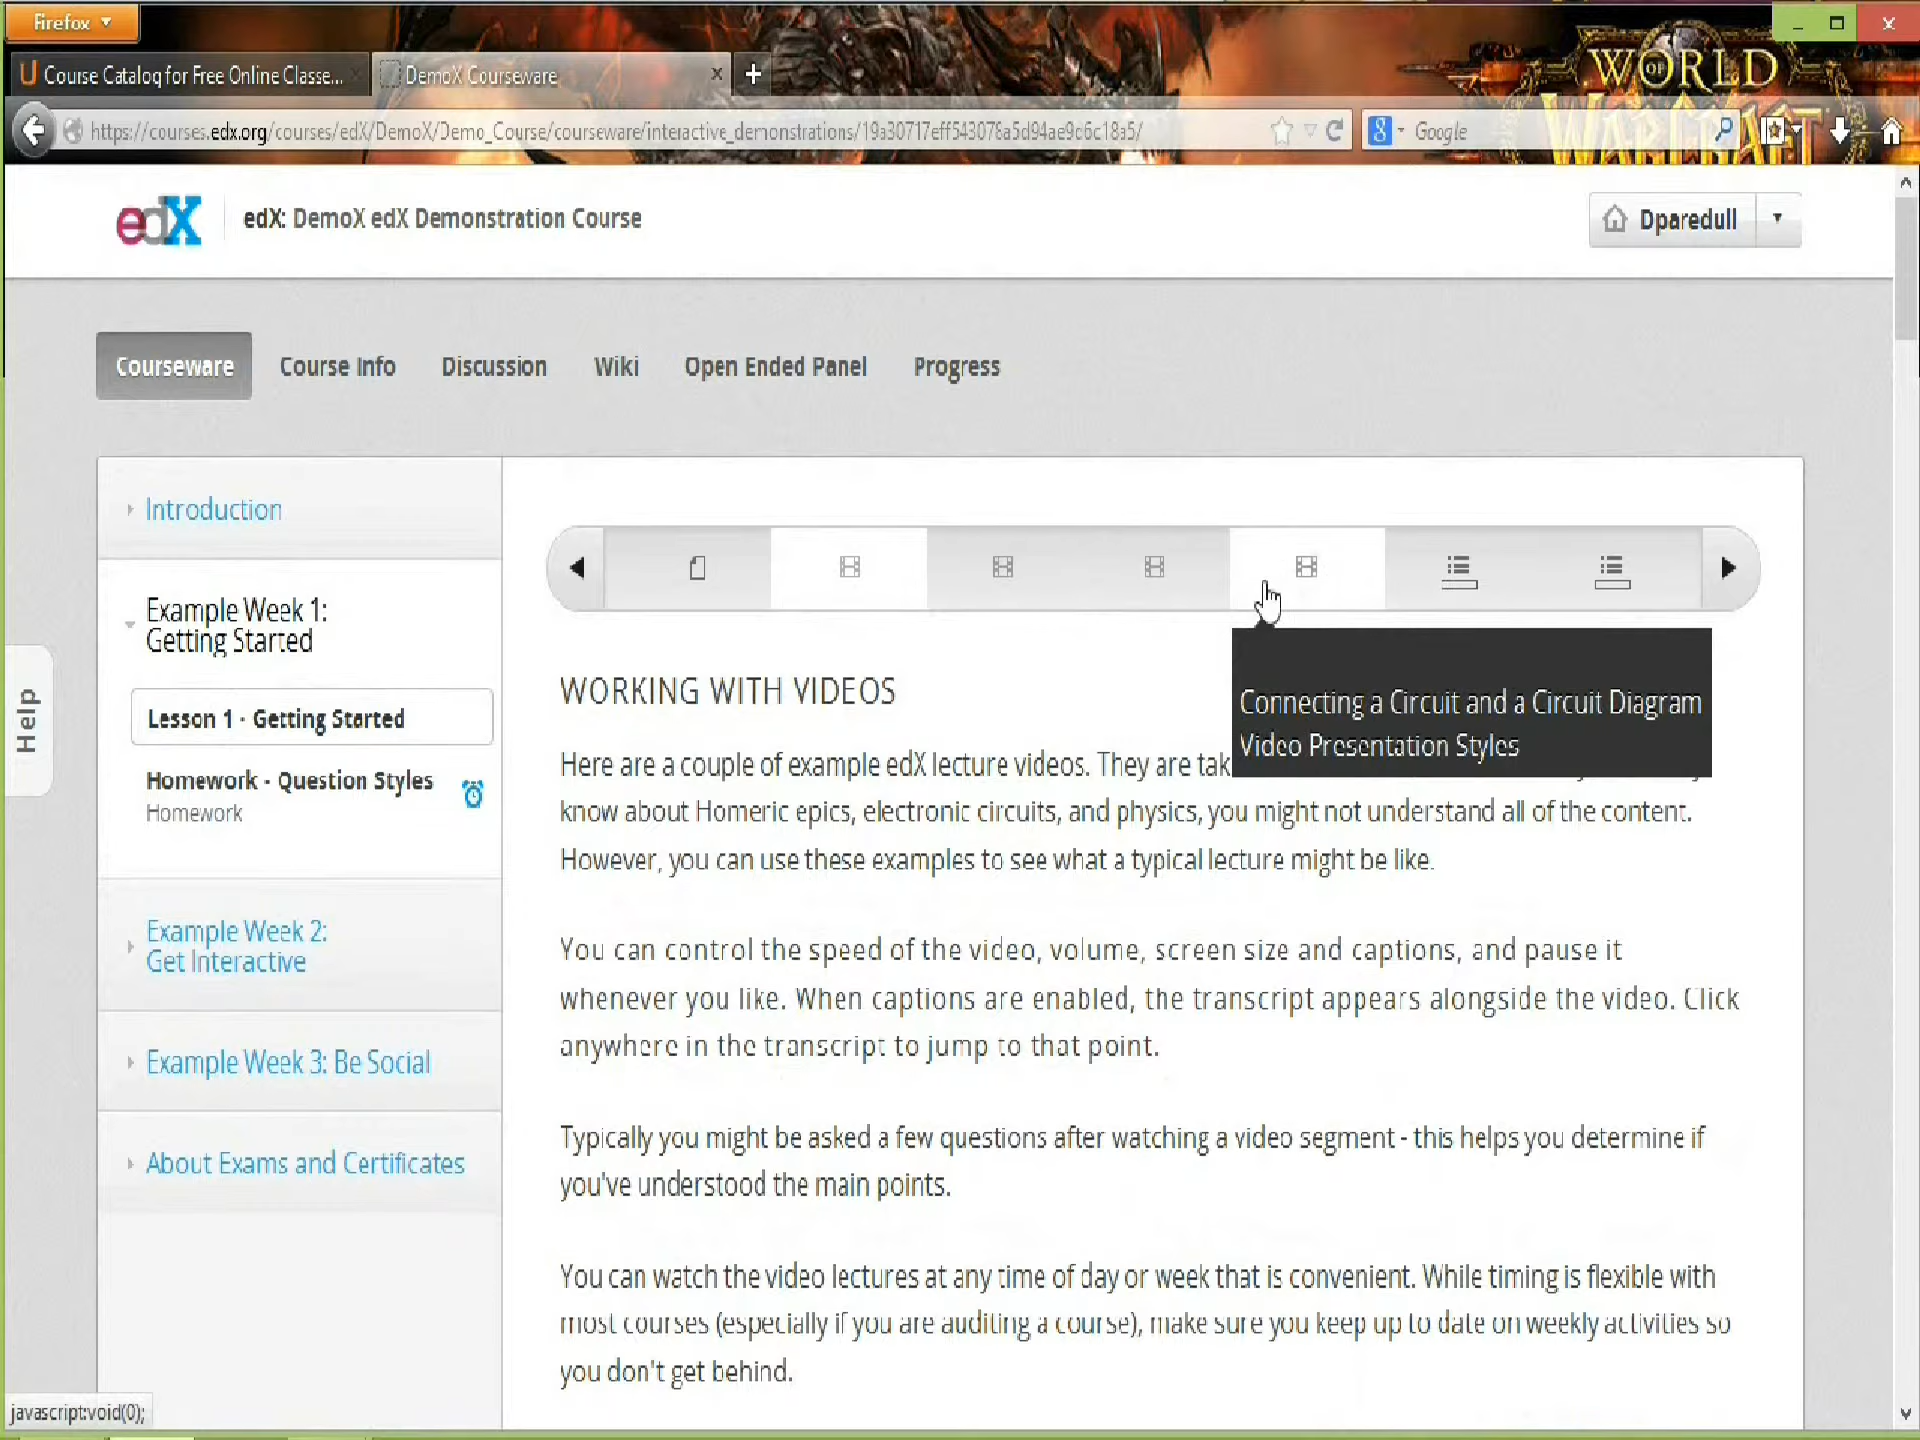 Firefox
WORLD
OF
WARCRAFT
Course Catalog for Free Online Classe...
DemoX Courseware
https://courses.edx.org/courses/edX/DemoX/Demo_Course/courseware/interactive_demonstrations/19a30717eff543078a5d94ae9d6c18a5/
Google
edX
edX: DemoX edX Demonstration Course
Dparedull
Courseware
Course Info
Discussion
Wiki
Open Ended Panel
Progress
Help
Introduction
Example Week 1:
Getting Started
Lesson 1 - Getting Started
Homework - Question Styles
Homework
Example Week 2:
Get Interactive
Example Week 3: Be Social
About Exams and Certificates
Connecting a Circuit and a Circuit Diagram
Video Presentation Styles
WORKING WITH VIDEOS
Here are a couple of example edX lecture videos. They are
know about Homeric epics, electronic circuits, and physics, you might not understand all of the content.
However, you can use these examples to see what a typical lecture might be like.
You can control the speed of the video, volume, screen size and captions, and pause it
whenever you like. When captions are enabled, the transcript appears alongside the video. Click
anywhere in the transcript to jump to that point.
Typically you might be asked a few questions after watching a video segment - this helps you determine if
you've understood the main points.
You can watch the video lectures at any time of day or week that is convenient. While timing is flexible with
most courses (especially if you are auditing a course), make sure you keep up to date on weekly activities so
you don't get behind.
javascript:void(0);